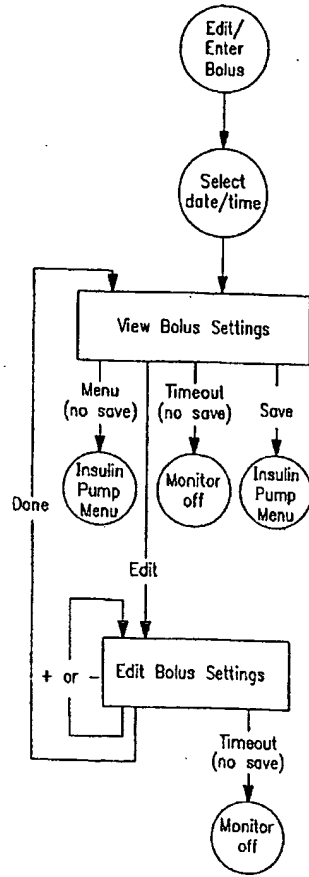 Edit/
Enter
Bolus
Select
date/time
View Bolus Settings
Menu
(no save)
Timeout
(no save)
Save
Insulin
Pump
Menu
Monitor
off
Insulin
Pump
Menu
Done
Edit
+ or -
Edit Bolus Settings
Timeout
(no save)
Monitor
off